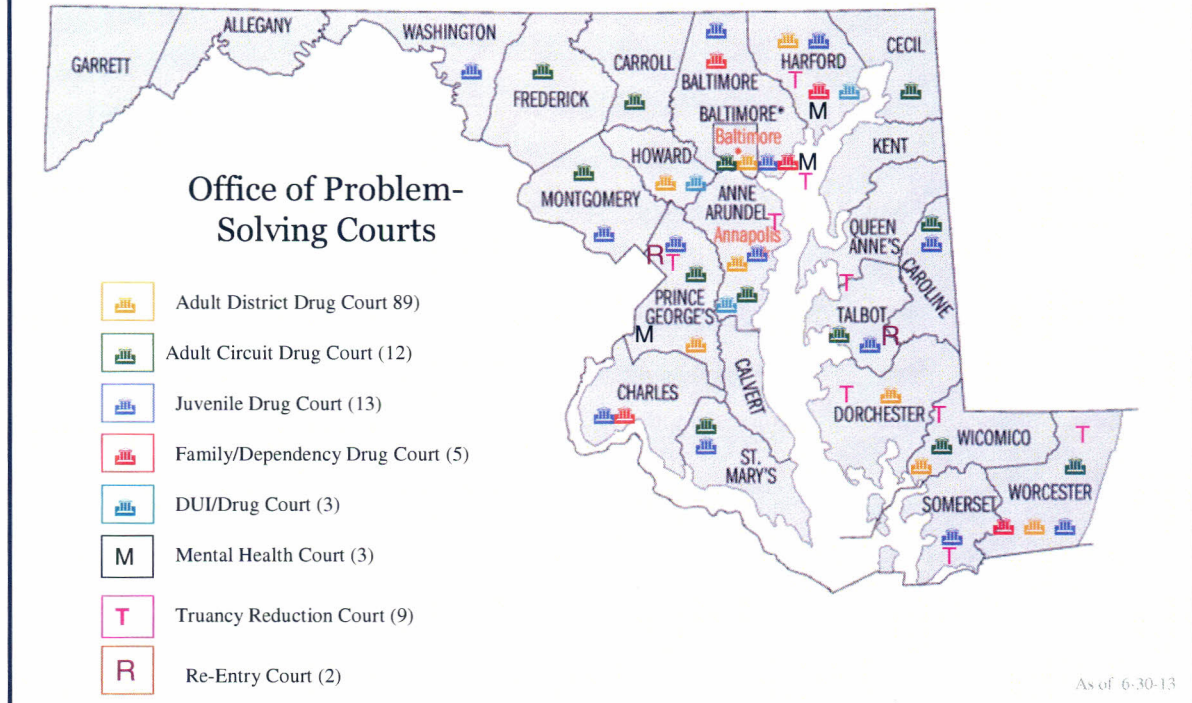 GARRETT
ALLEGANY
WASHINGTON
FREDERICK
CARROLL
BALTIMORE
HARFORD
T
M
CECIL
BALTIMORE*
Baltimore
M
T
KENT
HOWARD
MONTGOMERY
ANNE
ARUNDEL
T
Annapolis
QUEEN
ANNE'S
CAROLINE
R
T
PRINCE
GEORGE'S
M
T
TALBOT
R
CHARLES
CALVERT
T
DORCHESTER
T
WICOMICO
T
ST.
MARY'S
SOMERSET
T
WORCESTER
Office of Problem-
Solving Courts
Adult District Drug Court 89)
Adult Circuit Drug Court (12)
Juvenile Drug Court (13)
Family/Dependency Drug Court (5)
DUI/Drug Court (3)
M Mental Health Court (3)
T Truancy Reduction Court (9)
R Re-Entry Court (2)
As of 6-30-13